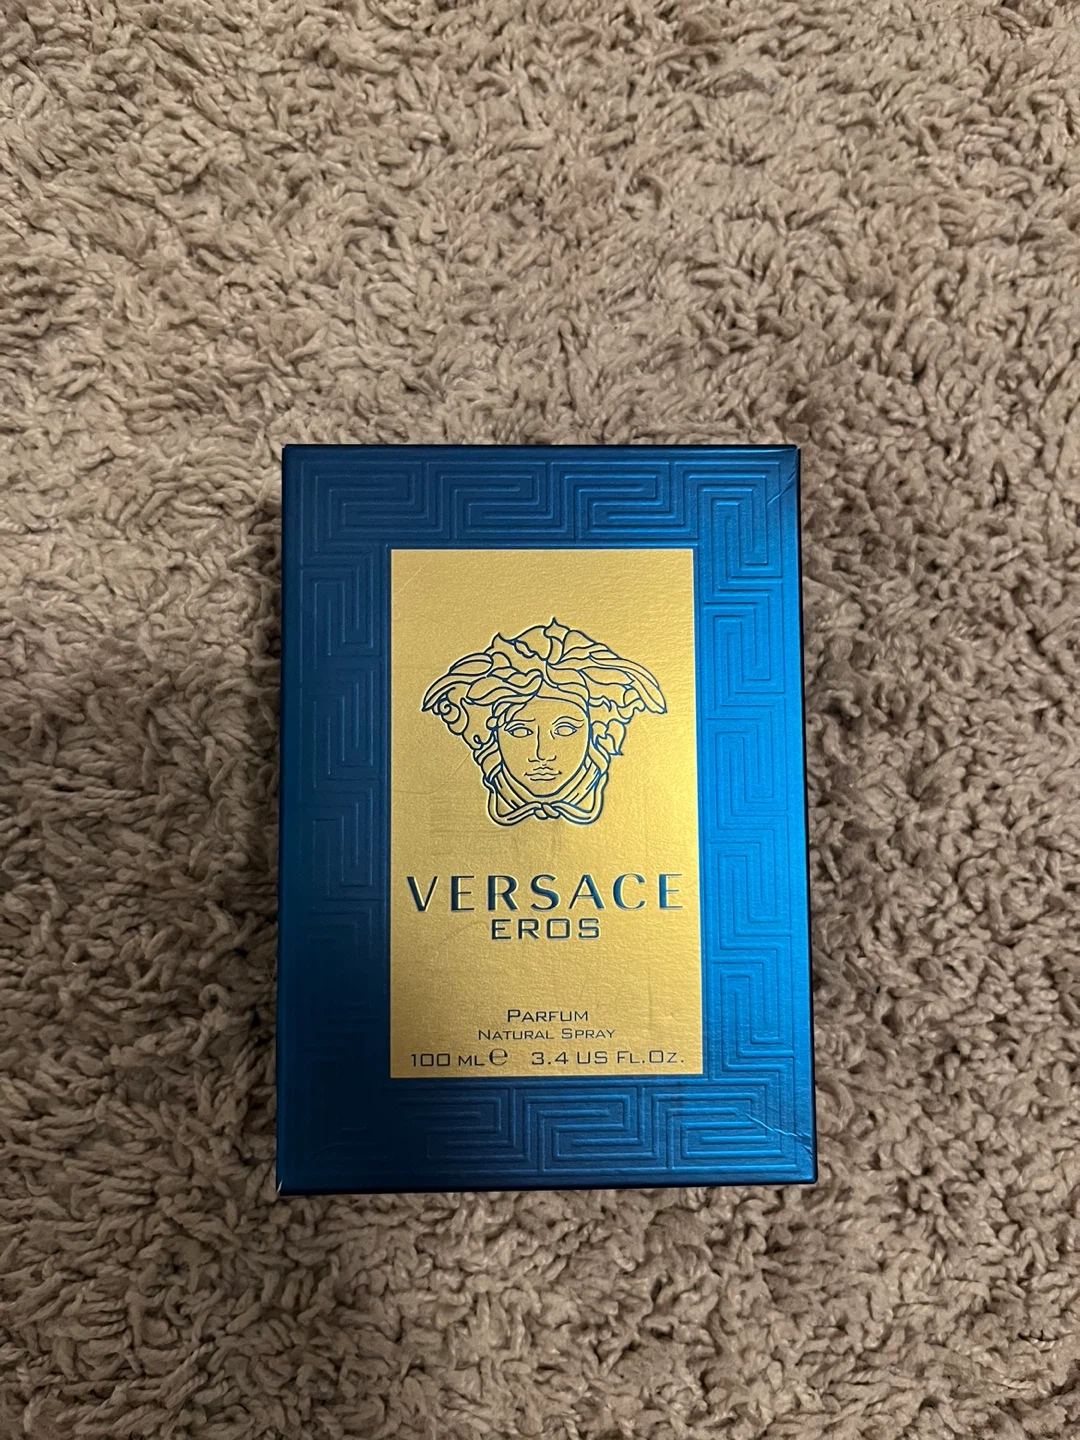 VERSACE
EROS
PARFUM
NATURAL SPRAY
100 ML ℮ 3.4 US FL.OZ.